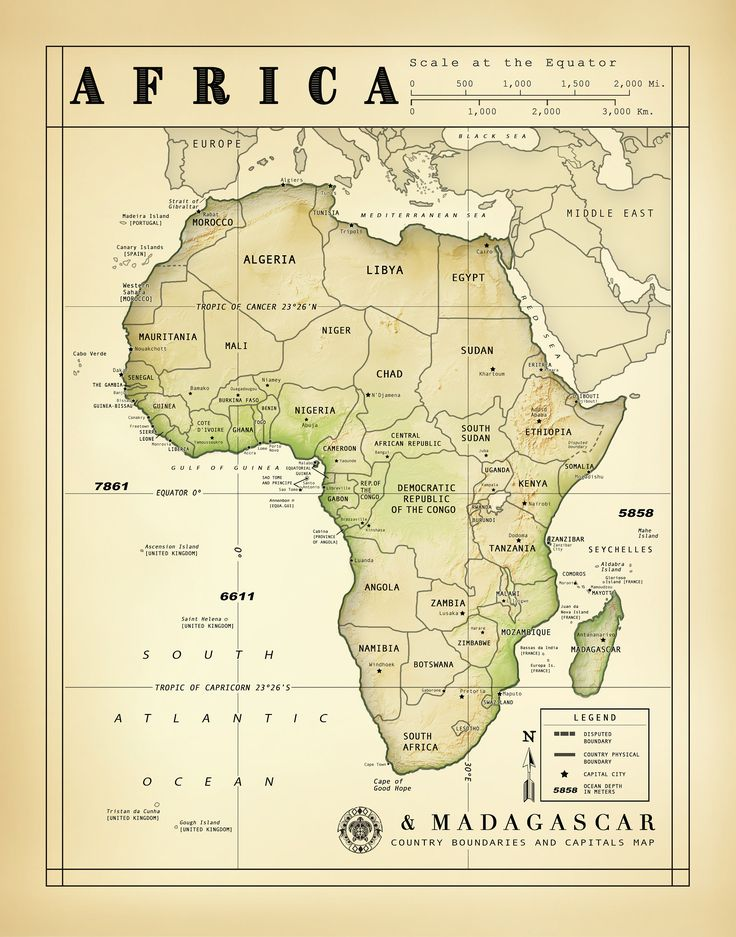 AFRICA
Scale at the Equator
0 500 1,000 1,500 2,000 Mi.
0 1,000 2,000 3,000 Km.
EUROPE
BLACK SEA
MIDDLE EAST
Algiers
Strait of
Gibraltar
Rabat
MOROCCO
TUNISIA
MEDITERRANEAN SEA
Tripoli
Madeira Island
[PORTUGAL]
Canary Islands
[SPAIN]
Cairo
ALGERIA
LIBYA
EGYPT
Western
Sahara
[MOROCCO]
TROPIC OF CANCER 23°26'N
RED SEA
MAURITANIA
Nouakchott
MALI
NIGER
CHAD
SUDAN
Khartoum
ERITREA
Cabo Verde
SENEGAL
THE GAMBIA
GUINEA-BISSAU
GUINEA
Bamako
Ouagadougou
BURKINA FASO
Niamey
BENIN
N'Djamena
DJIBOUTI
Djibouti
Conakry
Freetown
SIERRA
LEONE
Monrovia
LIBERIA
COTE
D'IVOIRE
Yamoussoukro
GHANA
TOGO
Accra
Lome
Porto
Novo
NIGERIA
Abuja
Addis
Ababa
ETHIOPIA
Disputed
boundary
SOUTH
SUDAN
Juba
CENTRAL
AFRICAN REPUBLIC
Bangui
CAMEROON
Yaounde
SOMALIA
Mogadishu
GULF OF GUINEA
Malabo
EQUATORIAL
GUINEA
SAO TOME
AND PRINCIPE
Santo
Antonio
Sao Tome
Annobon
[EQUA.GUI]
Libreville
GABON
REP.OF
THE
CONGO
DEMOCRATIC
REPUBLIC
OF THE CONGO
UGANDA
Kampala
KENYA
Nairobi
RWANDA
BURUNDI
7861
EQUATOR 0°
5858
Mahe
Island
SEYCHELLES
Cabina
[PROVINCE
OF ANGOLA]
Brazzaville
Kinshasa
Dodoma
TANZANIA
ZANZIBAR
Zanzibar
City
Ascension Island
[UNITED KINGDOM]
0°
Luanda
Aldabra
Island
COMOROS
Moroni
Glorioso
Island [FRANCE]
Mamoudzou
MAYOTTE
6611
ANGOLA
ZAMBIA
Lusaka
MALAWI
Juan da
Nova Island
[FRANCE]
Saint Helena
[UNITED KINGDOM]
Harare
MOZAMBIQUE
Antananarivo
MADAGASCAR
NAMIBIA
Windhoek
BOTSWANA
ZIMBABWE
Bassas da India
[FRANCE]
Europa Is.
[FRANCE]
SOUTH
TROPIC OF CAPRICORN 23°26'S
Gaborone
Pretoria
Maputo
SWAZILAND
ATLANTIC
LESOTHO
SOUTH
AFRICA
Cape Town
Cape of
Good Hope
30°E
OCEAN
Tristan da Cunha
[UNITED KINGDOM]
Gough Island
[UNITED KINGDOM]
N
LEGEND
DISPUTED
BOUNDARY
COUNTRY PHYSICAL
BOUNDARY
CAPITAL CITY
5858 OCEAN DEPTH
IN METERS
& MADAGASCAR
COUNTRY BOUNDARIES AND CAPITALS MAP